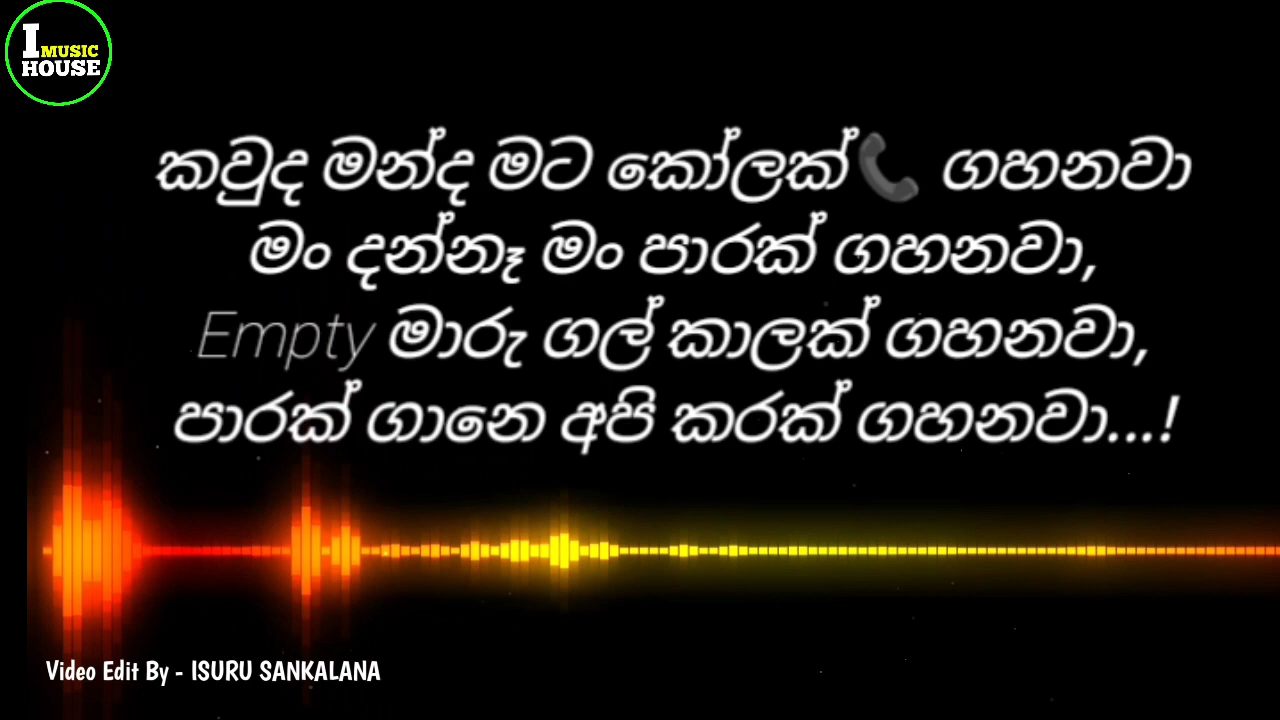 I MUSIC
HOUSE
කවුද මන්ද මට කෝලක්📞 ගහනවා
මං දන්නෑ මං පාරක් ගහනවා,
Empty මාරු ගල් කාලක් ගහනවා,
පාරක් ගානෙ අපි කරක් ගහනවා...!
Video Edit By - ISURU SANKALANA